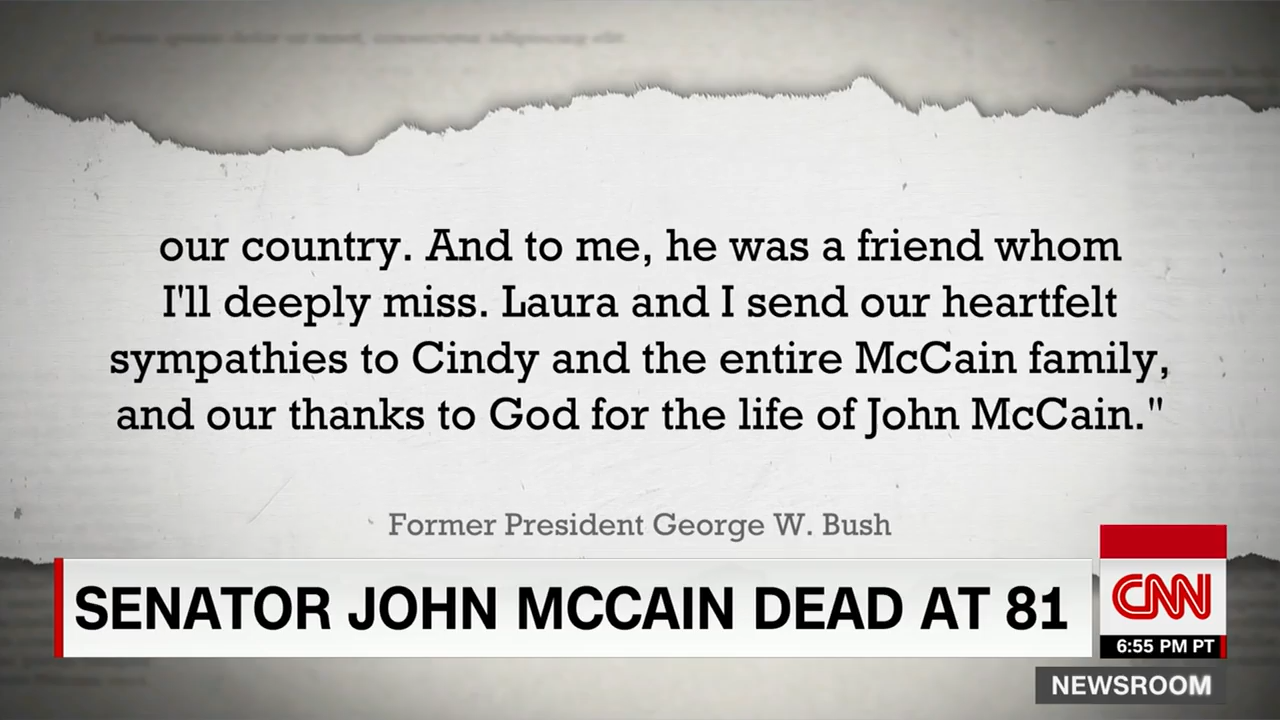 our country. And to me, he was a friend whom
I'll deeply miss. Laura and I send our heartfelt
sympathies to Cindy and the entire McCain family,
and our thanks to God for the life of John McCain."
Former President George W. Bush
SENATOR JOHN MCCAIN DEAD AT 81
CNN
6:55 PM PT
NEWSROOM